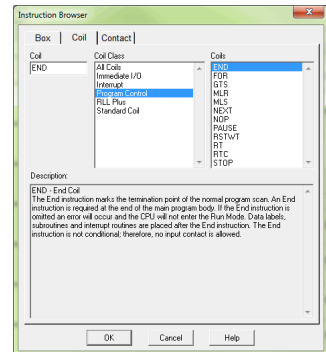 Instruction Browser
Box Coil Contact
Coil Coil Class Coils
END
All Coils
Immediate I/O
Interrupt
Program Control
RLL Plus
Standard Coil
END
FOR
GTS
MLR
MLS
NEXT
NOP
PAUSE
RSTWT
RT
RTC
STOP
Description:
END - End Coil
The End instruction marks the termination point of the normal program scan. An End
instruction is required at the end of the main program body. If the End instruction is
omitted an error will occur and the CPU will not enter the Run Mode. Data labels,
subroutines and interrupt routines are placed after the End instruction. The End
instruction is not conditional; therefore, no input contact is allowed.
OK Cancel Help